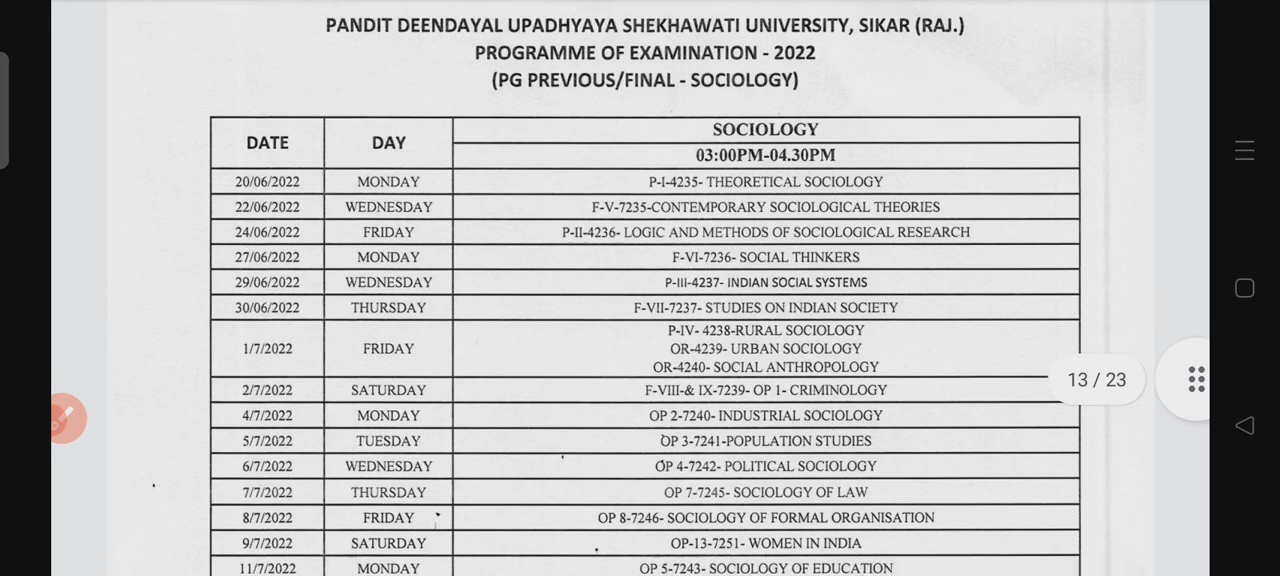 PANDIT DEENDAYAL UPADHYAYA SHEKHAWATI UNIVERSITY, SIKAR (RAJ.)
PROGRAMME OF EXAMINATION - 2022
(PG PREVIOUS/FINAL - SOCIOLOGY)
DATE DAY SOCIOLOGY
03:00PM-04.30PM
20/06/2022 MONDAY P-I-4235- THEORETICAL SOCIOLOGY
22/06/2022 WEDNESDAY F-V-7235-CONTEMPORARY SOCIOLOGICAL THEORIES
24/06/2022 FRIDAY P-II-4236- LOGIC AND METHODS OF SOCIOLOGICAL RESEARCH
27/06/2022 MONDAY F-VI-7236- SOCIAL THINKERS
29/06/2022 WEDNESDAY P-III-4237- INDIAN SOCIAL SYSTEMS
30/06/2022 THURSDAY F-VII-7237- STUDIES ON INDIAN SOCIETY
1/7/2022 FRIDAY P-IV- 4238-RURAL SOCIOLOGY
OR-4239- URBAN SOCIOLOGY
OR-4240- SOCIAL ANTHROPOLOGY
2/7/2022 SATURDAY F-VIII-& IX-7239- OP 1- CRIMINOLOGY
4/7/2022 MONDAY OP 2-7240- INDUSTRIAL SOCIOLOGY
5/7/2022 TUESDAY OP 3-7241-POPULATION STUDIES
6/7/2022 WEDNESDAY OP 4-7242- POLITICAL SOCIOLOGY
7/7/2022 THURSDAY OP 7-7245- SOCIOLOGY OF LAW
8/7/2022 FRIDAY OP 8-7246- SOCIOLOGY OF FORMAL ORGANISATION
9/7/2022 SATURDAY OP-13-7251- WOMEN IN INDIA
11/7/2022 MONDAY OP 5-7243- SOCIOLOGY OF EDUCATION
13 / 23